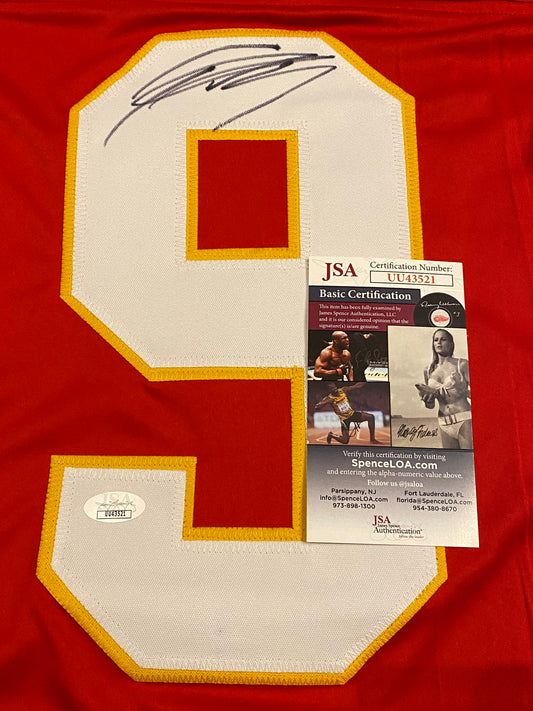 9
JSA Certification Number:
UU43521
Basic Certification
This item has been fully examined by
James Spence Authentication, LLC
and it is our considered opinion that the
signature(s) is/are genuine.
Verify this certification by visiting
SpenceLOA.com
and entering the alpha-numeric value above.
Follow us @jsaloa
Parsippany, NJ
info@SpenceLOA.com
973-898-1300
Fort Lauderdale, FL
florida@SpenceLOA.com
954-380-8670
JSA
James Spence
Authentication
UU43521